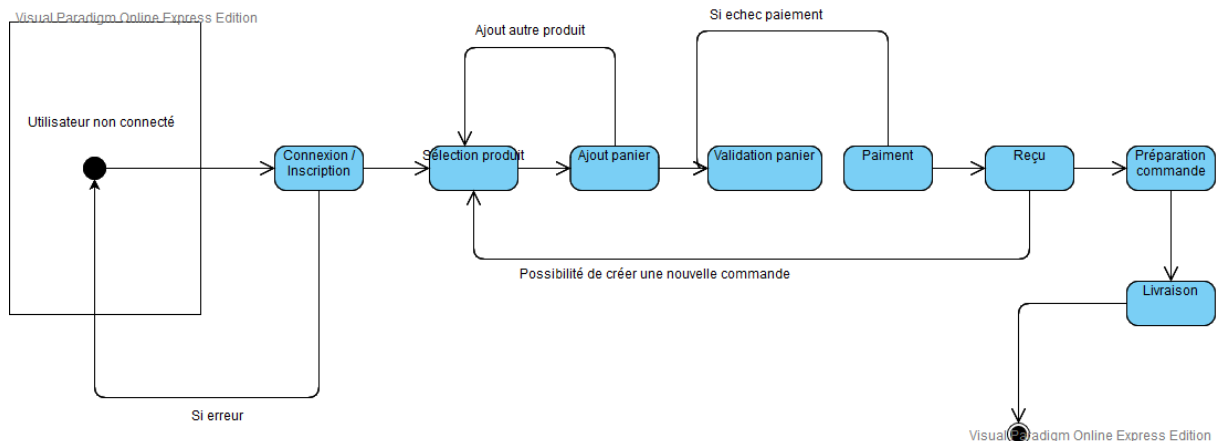 Visual Paradigm Online Express Edition
Si echec paiement
Ajout autre produit
Utilisateur non connecté
Connexion /
Inscription
Sélection produit
Ajout panier
Validation panier
Paiment
Reçu
Préparation
commande
Possibilité de créer une nouvelle commande
Livraison
Si erreur
Visual Paradigm Online Express Edition